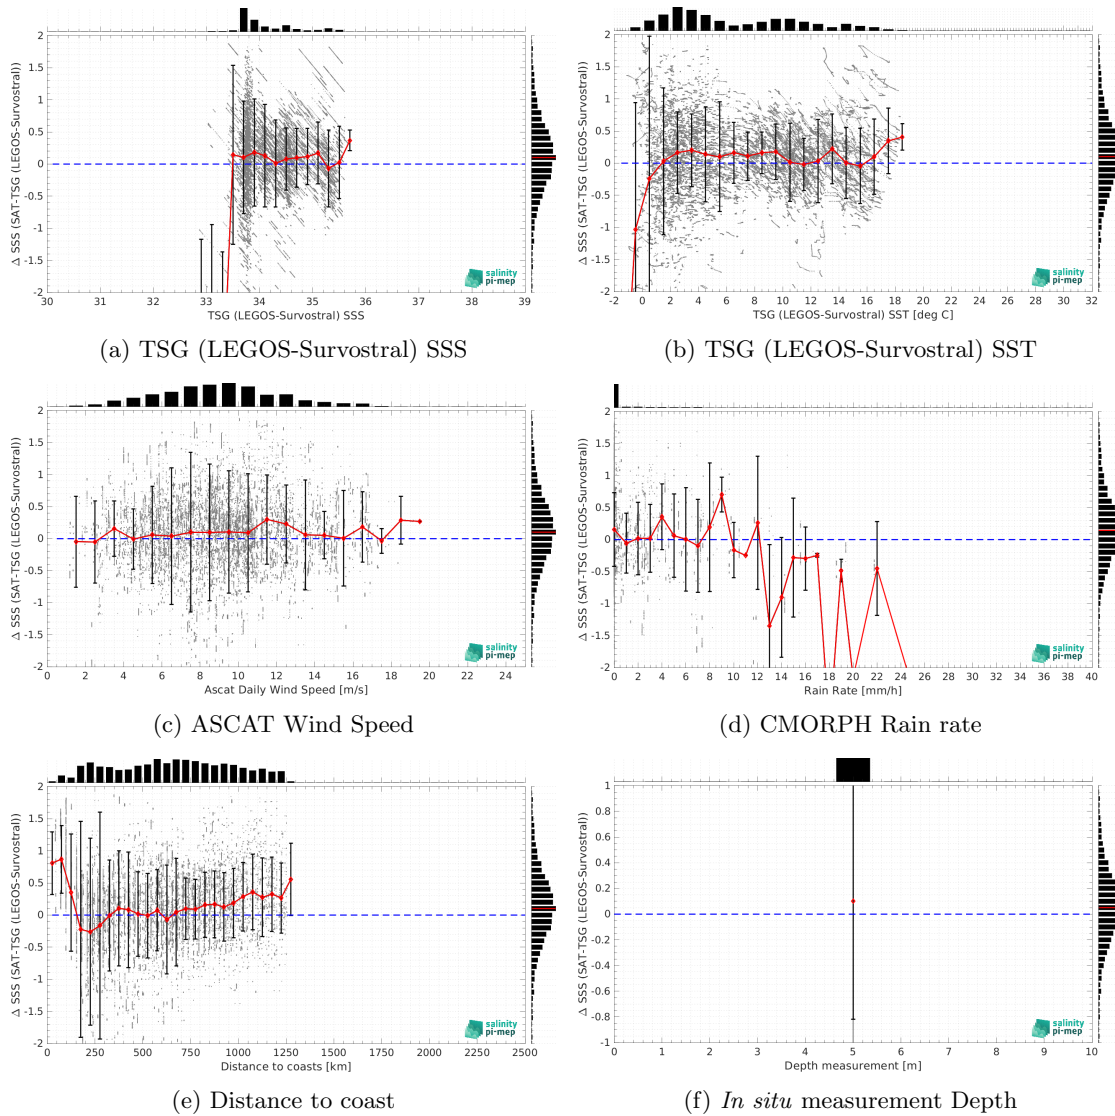 2
1.5
1
0.5
0
-0.5
-1
-1.5
-2
Δ SSS (SAT-TSG (LEGOS-Survostral))
30 31 32 33 34 35 36 37 38 39
TSG (LEGOS-Survostral) SSS
salinity
pi-mep
(a) TSG (LEGOS-Survostral) SSS
2
1.5
1
0.5
0
-0.5
-1
-1.5
-2
Δ SSS (SAT-TSG (LEGOS-Survostral))
-2 0 2 4 6 8 10 12 14 16 18 20 22 24 26 28 30 32
TSG (LEGOS-Survostral) SST [deg C]
salinity
pi-mep
(b) TSG (LEGOS-Survostral) SST
2
1.5
1
0.5
0
-0.5
-1
-1.5
-2
Δ SSS (SAT-TSG (LEGOS-Survostral))
0 2 4 6 8 10 12 14 16 18 20 22 24
Ascat Daily Wind Speed [m/s]
salinity
pi-mep
(c) ASCAT Wind Speed
2
1.5
1
0.5
0
-0.5
-1
-1.5
-2
Δ SSS (SAT-TSG (LEGOS-Survostral))
0 2 4 6 8 10 12 14 16 18 20 22 24 26 28 30 32 34 36 38 40
Rain Rate [mm/h]
salinity
pi-mep
(d) CMORPH Rain rate
2
1.5
1
0.5
0
-0.5
-1
-1.5
-2
Δ SSS (SAT-TSG (LEGOS-Survostral))
0 250 500 750 1000 1250 1500 1750 2000 2250 2500
Distance to coasts [km]
salinity
pi-mep
(e) Distance to coast
1
0.8
0.6
0.4
0.2
0
-0.2
-0.4
-0.6
-0.8
-1
Δ SSS (SAT-TSG (LEGOS-Survostral))
0 1 2 3 4 5 6 7 8 9 10
Depth measurement [m]
salinity
pi-mep
(f) In situ measurement Depth